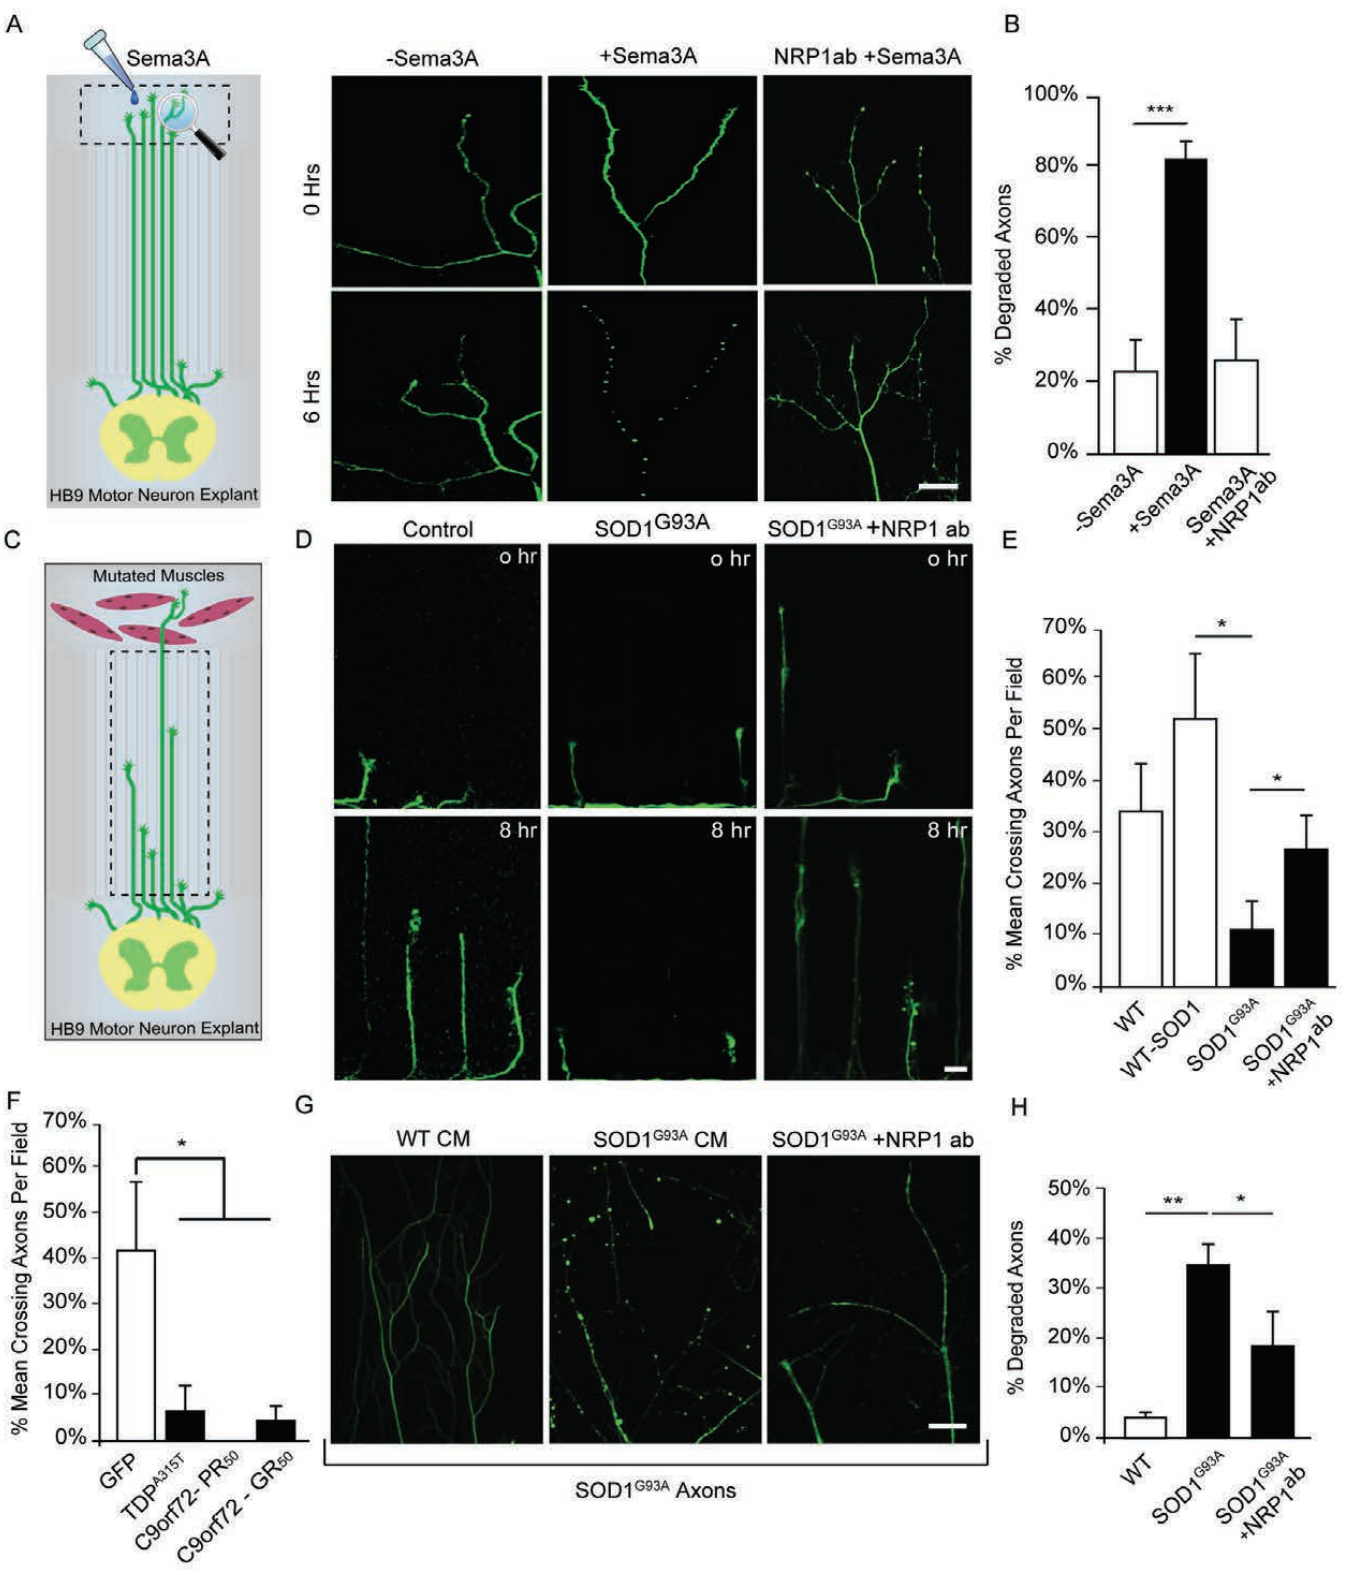 A
Sema3A
HB9 Motor Neuron Explant
-Sema3A
+Sema3A
NRP1ab +Sema3A
0 Hrs
6 Hrs
B
% Degraded Axons
100%
80%
60%
40%
20%
0%
***
-Sema3A
+Sema3A
Sema3A
+NRP1ab
C
Mutated Muscles
HB9 Motor Neuron Explant
D
Control
SOD1G93A
SOD1G93A +NRP1 ab
o hr
o hr
o hr
8 hr
8 hr
8 hr
E
% Mean Crossing Axons Per Field
70%
60%
50%
40%
30%
20%
10%
0%
*
*
WT
WT-SOD1
SOD1G93A
SOD1G93A
+NRP1ab
F
% Mean Crossing Axons Per Field
70%
60%
50%
40%
30%
20%
10%
0%
*
GFP
TDPA315T
C9orf72- PR50
C9orf72 - GR50
G
WT CM
SOD1G93A CM
SOD1G93A +NRP1 ab
SOD1G93A Axons
H
% Degraded Axons
50%
40%
30%
20%
10%
0%
**
*
WT
SOD1G93A
SOD1G93A
+NRP1ab